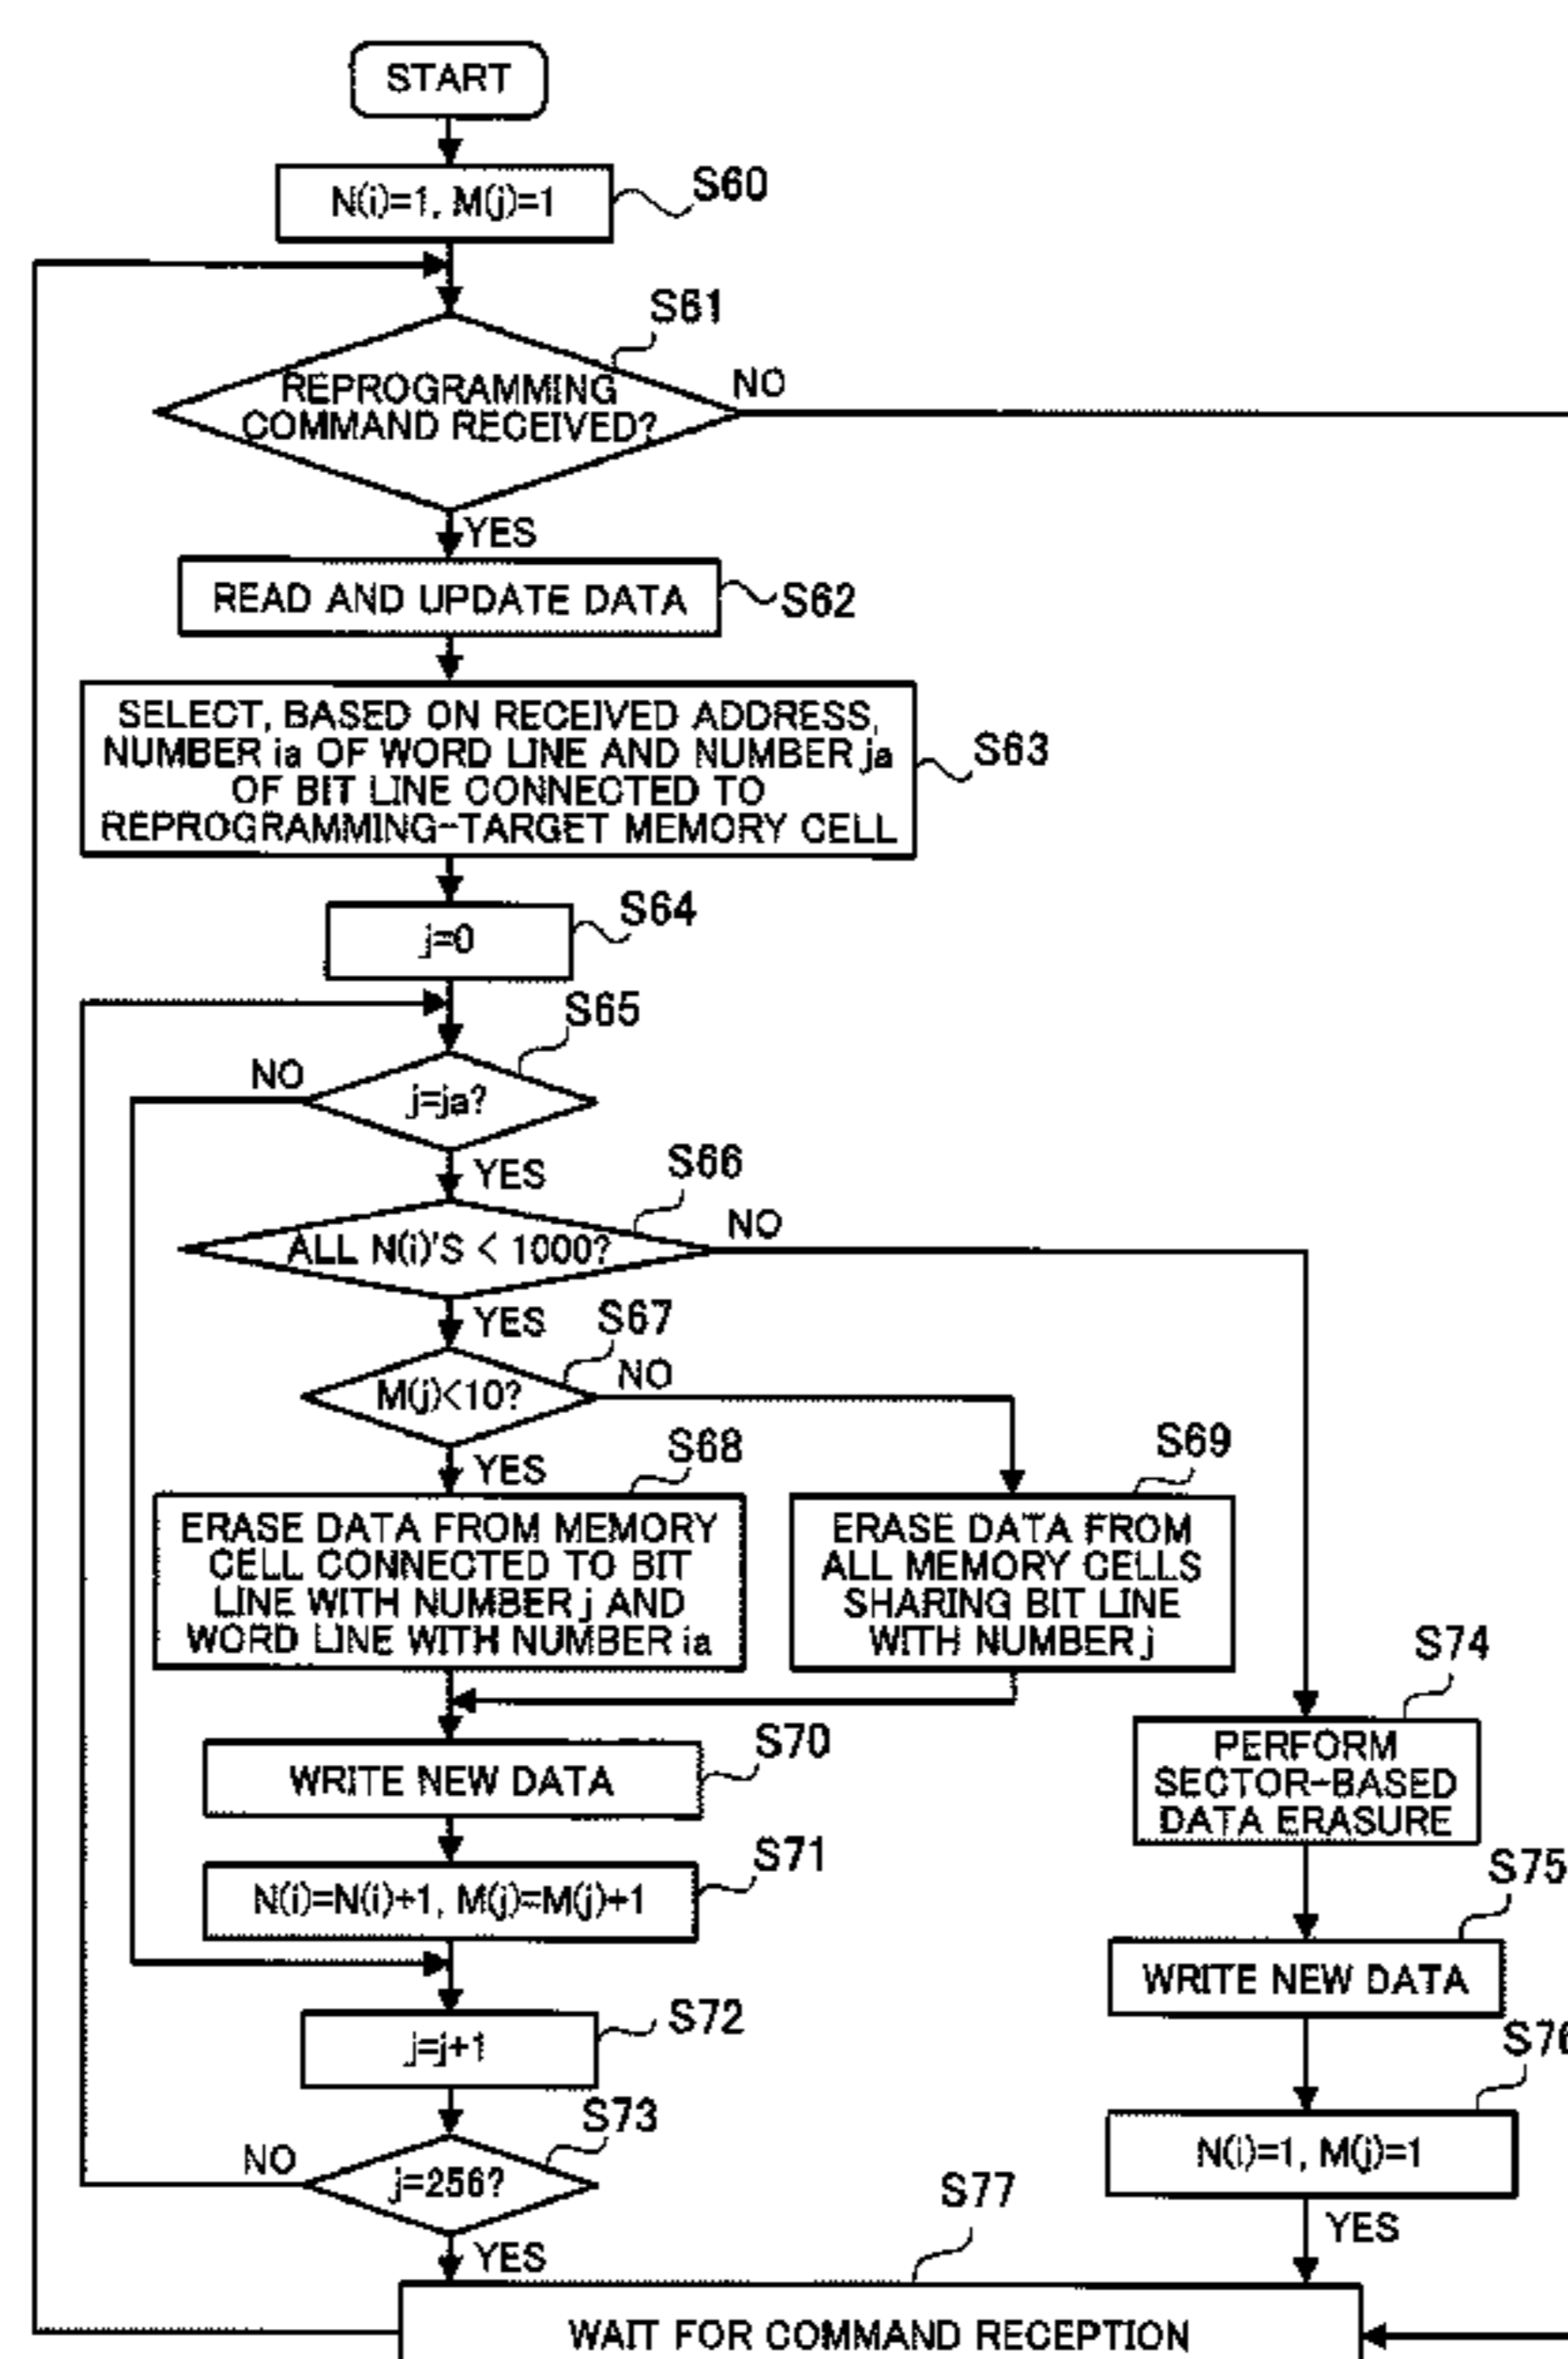 START
N(i)=1, M(j)=1
S60
S61
REPROGRAMMING
COMMAND RECEIVED?
NO
YES
READ AND UPDATE DATA
S62
SELECT, BASED ON RECEIVED ADDRESS,
NUMBER ia OF WORD LINE AND NUMBER ja
OF BIT LINE CONNECTED TO
REPROGRAMMING-TARGET MEMORY CELL
S63
j=0
S64
S65
NO
j=ja?
YES
S66
ALL N(i)'S < 1000?
NO
YES
S67
M(j)<10?
NO
YES
S68
ERASE DATA FROM MEMORY
CELL CONNECTED TO BIT
LINE WITH NUMBER j AND
WORD LINE WITH NUMBER ia
S69
ERASE DATA FROM
ALL MEMORY CELLS
SHARING BIT LINE
WITH NUMBER j
S70
WRITE NEW DATA
S71
N(i)=N(i)+1, M(j)=M(j)+1
S72
j=j+1
S73
NO
j=256?
YES
S74
PERFORM
SECTOR-BASED
DATA ERASURE
S75
WRITE NEW DATA
S76
N(i)=1, M(j)=1
YES
S77
WAIT FOR COMMAND RECEPTION